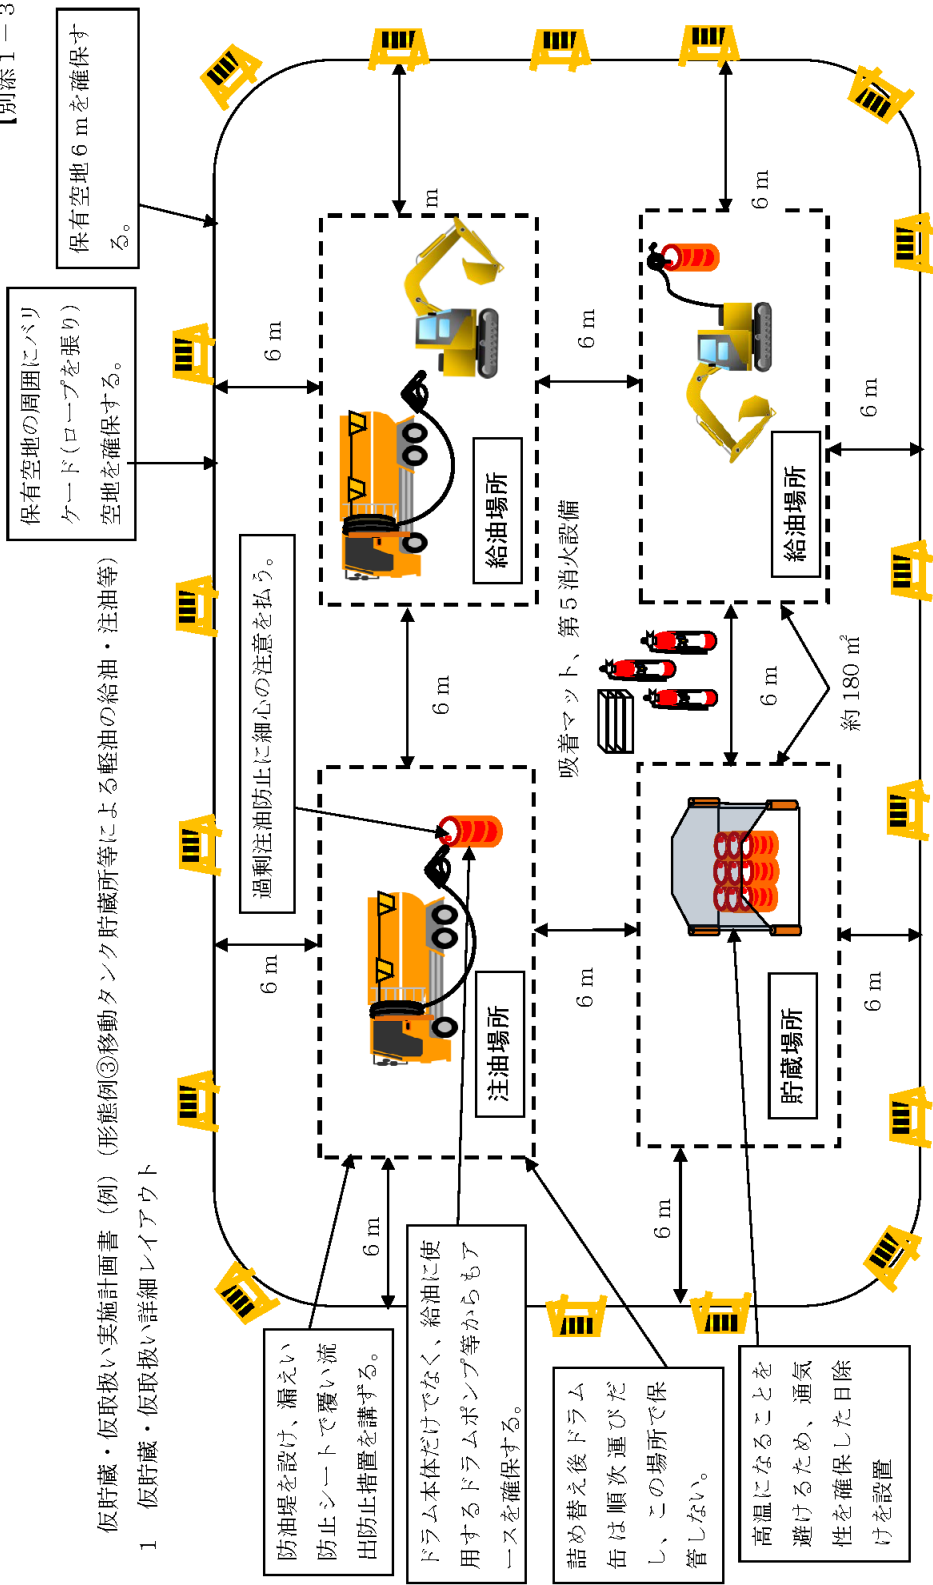 【別添１－３
仮貯蔵・仮取扱い実施計画書（例）（形態例③移動タンク貯蔵所等による軽油の給油・注油等）
１　仮貯蔵・仮取扱い詳細レイアウト
保有空地の周囲にバリ
ケード（ロープを張り）
空地を確保する。
保有空地６ｍを確保す
る。
過剰注油防止に細心の注意を払う。
防油堤を設け、漏えい
防止シートで覆い流
出防止措置を講ずる。
ドラム本体だけでなく、給油に使
用するドラムポンプ等からもア
ースを確保する。
詰め替え後ドラム
缶は順次運びだ
し、この場所で保
管しない。
高温になることを
避けるため、通気
性を確保した日除
けを設置
６ｍ
６ｍ
６ｍ
６ｍ
ｍ
注油場所
給油場所
６ｍ
６ｍ
吸着マット、第５消火設備
６ｍ
６ｍ
６ｍ
貯蔵場所
給油場所
約 180 ㎡
６ｍ
６ｍ